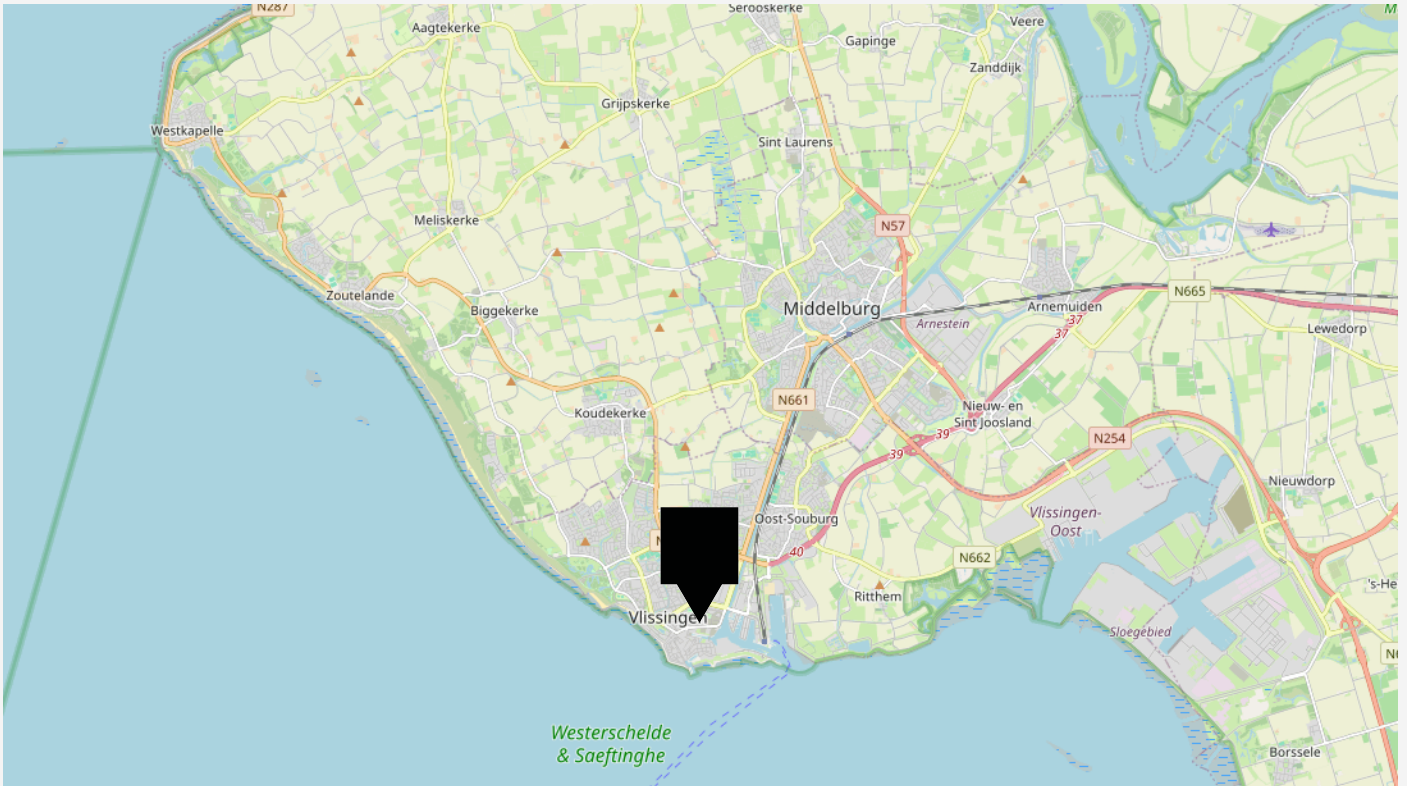 N287
Serooskerke
Aagtekerke
Veere
Gapinge
Zanddijk
Grijpskerke
Westkapelle
Sint Laurens
Meliskerke
N57
Zoutelande
Biggekerke
Middelburg
Arnestein
Arnemuiden
N665
37
37
Lewedorp
N661
Koudekerke
Nieuw- en
Sint Joosland
39
39
N254
Nieuwdorp
Oost-Souburg
Vlissingen-
Oost
40
N662
Ritthem
's-He
Vlissingen
Sloegebied
Westerschelde
& Saeftinghe
Borssele